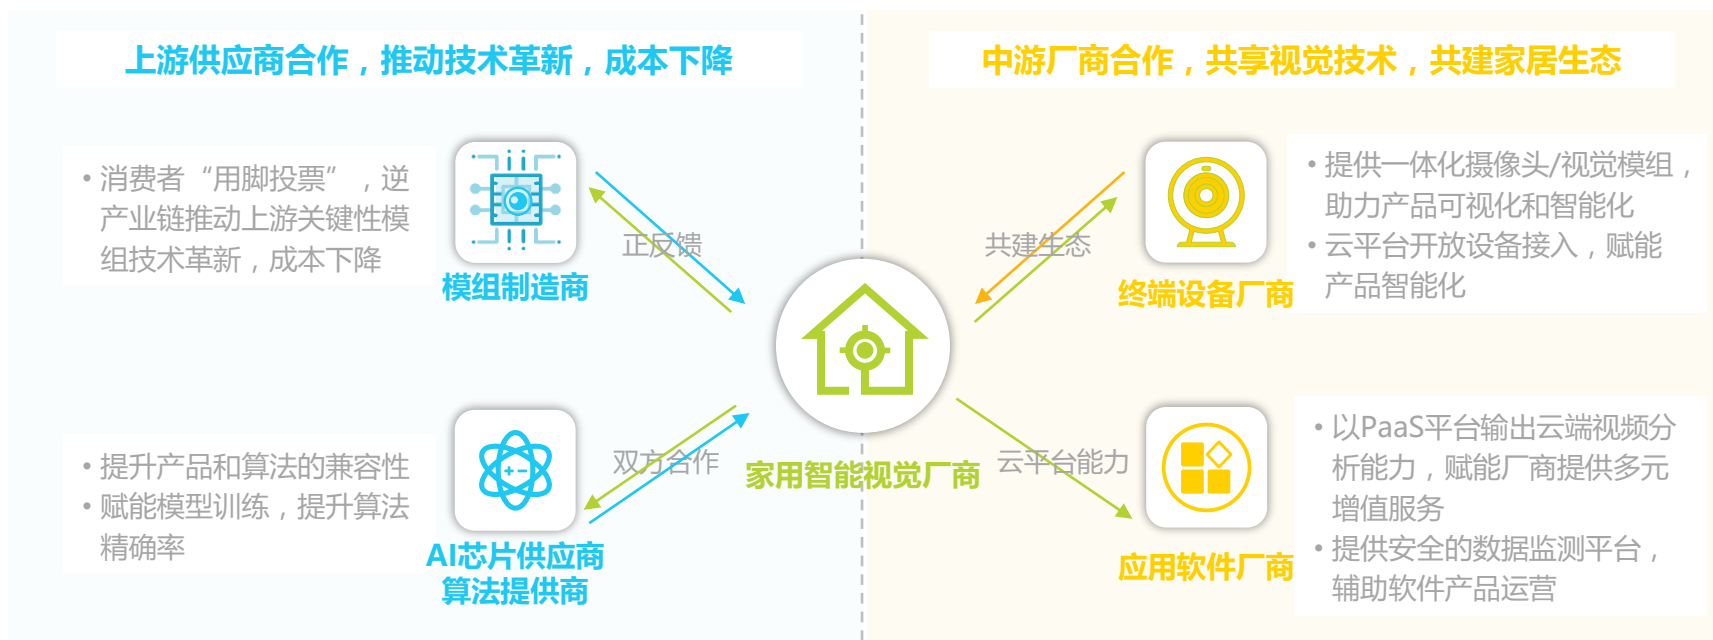 上游供应商合作，推动技术革新，成本下降
• 消费者“用脚投票”，逆
产业链推动上游关键性模
组技术革新，成本下降
模组制造商
正反馈
• 提升产品和算法的兼容性
• 赋能模型训练，提升算法
精确率
AI芯片供应商
算法提供商
双方合作
家用智能视觉厂商
中游厂商合作，共享视觉技术，共建家居生态
共建生态
终端设备厂商
• 提供一体化摄像头/视觉模组，
助力产品可视化和智能化
• 云平台开放设备接入，赋能
产品智能化
云平台能力
应用软件厂商
• 以PaaS平台输出云端视频分
析能力，赋能厂商提供多元
增值服务
• 提供安全的数据监测平台，
辅助软件产品运营